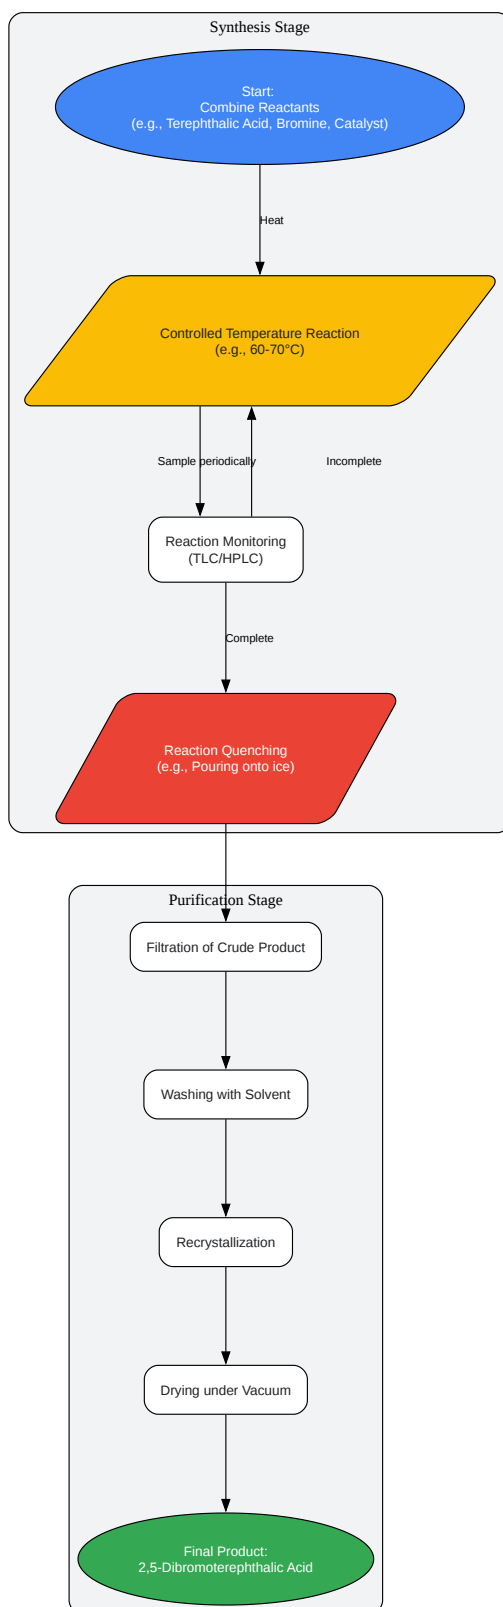 Synthesis Stage
Start:
Combine Reactants
(e.g., Terephthalic Acid, Bromine, Catalyst)
Heat
Controlled Temperature Reaction
(e.g., 60-70°C)
Sample periodically
Incomplete
Reaction Monitoring
(TLC/HPLC)
Complete
Reaction Quenching
(e.g., Pouring onto ice)
Purification Stage
Filtration of Crude Product
Washing with Solvent
Recrystallization
Drying under Vacuum
Final Product:
2,5-Dibromoterephthalic Acid